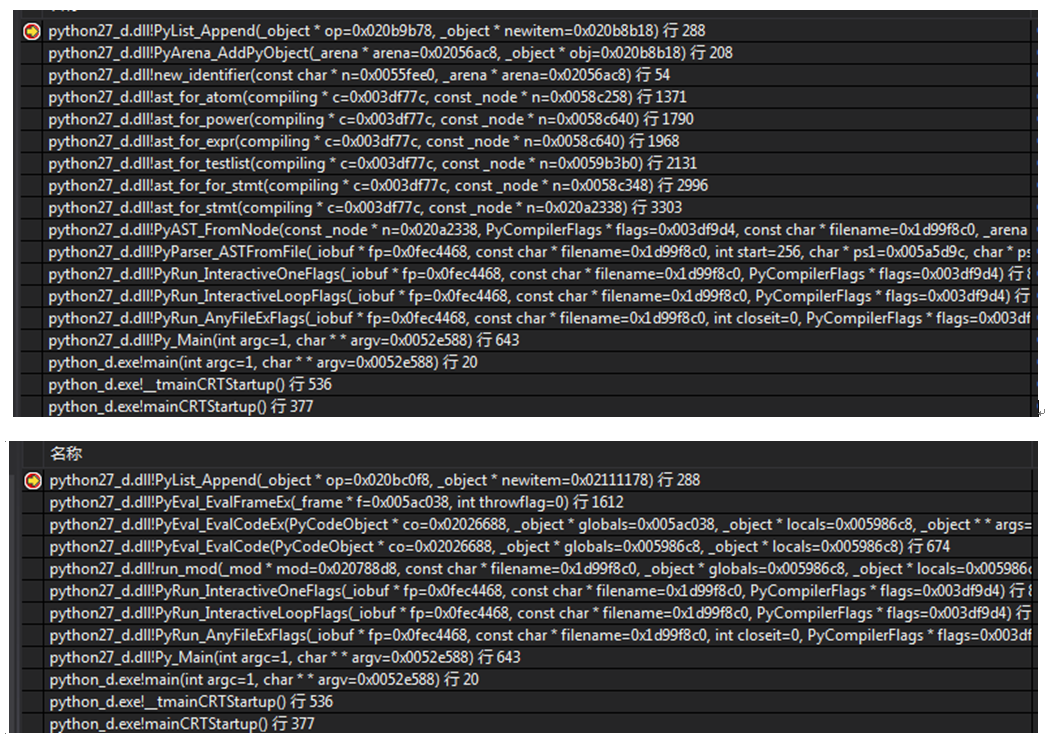 python27_d.dll!PyList_Append(_object * op=0x020b9b78, _object * newitem=0x020b8b18) 行 288
python27_d.dll!PyArena_AddPyObject(_arena * arena=0x02056ac8, _object * obj=0x020b8b18) 行 208
python27_d.dll!new_identifier(const char * n=0x0055fee0, _arena * arena=0x02056ac8) 行 54
python27_d.dll!ast_for_atom(compiling * c=0x003df77c, const _node * n=0x0058c258) 行 1371
python27_d.dll!ast_for_power(compiling * c=0x003df77c, const _node * n=0x0058c640) 行 1790
python27_d.dll!ast_for_expr(compiling * c=0x003df77c, const _node * n=0x0058c640) 行 1968
python27_d.dll!ast_for_testlist(compiling * c=0x003df77c, const _node * n=0x0059b3b0) 行 2131
python27_d.dll!ast_for_for_stmt(compiling * c=0x003df77c, const _node * n=0x0058c348) 行 2996
python27_d.dll!ast_for_stmt(compiling * c=0x003df77c, const _node * n=0x020a2338) 行 3303
python27_d.dll!PyAST_FromNode(const _node * n=0x020a2338, PyCompilerFlags * flags=0x003df9d4, const char * filename=0x1d99f8c0, _arena
python27_d.dll!PyParser_ASTFromFile(_iobuf * fp=0x0fec4468, const char * filename=0x1d99f8c0, int start=256, char * ps1=0x005a5d9c, char * ps
python27_d.dll!PyRun_InteractiveOneFlags(_iobuf * fp=0x0fec4468, const char * filename=0x1d99f8c0, PyCompilerFlags * flags=0x003df9d4) 行
python27_d.dll!PyRun_InteractiveLoopFlags(_iobuf * fp=0x0fec4468, const char * filename=0x1d99f8c0, PyCompilerFlags * flags=0x003df9d4) 行
python27_d.dll!PyRun_AnyFileExFlags(_iobuf * fp=0x0fec4468, const char * filename=0x1d99f8c0, int closeit=0, PyCompilerFlags * flags=0x003df
python27_d.dll!Py_Main(int argc=1, char * * argv=0x0052e588) 行 643
python_d.exe!main(int argc=1, char * * argv=0x0052e588) 行 20
python_d.exe!__tmainCRTStartup() 行 536
python_d.exe!mainCRTStartup() 行 377
名称
python27_d.dll!PyList_Append(_object * op=0x020bc0f8, _object * newitem=0x02111178) 行 288
python27_d.dll!PyEval_EvalFrameEx(_frame * f=0x005ac038, int throwflag=0) 行 1612
python27_d.dll!PyEval_EvalCodeEx(PyCodeObject * co=0x02026688, _object * globals=0x005ac038, _object * locals=0x005986c8, _object * * args=
python27_d.dll!PyEval_EvalCode(PyCodeObject * co=0x02026688, _object * globals=0x005986c8, _object * locals=0x005986c8) 行 674
python27_d.dll!run_mod(_mod * mod=0x020788d8, const char * filename=0x1d99f8c0, _object * globals=0x005986c8, _object * locals=0x005986c
python27_d.dll!PyRun_InteractiveOneFlags(_iobuf * fp=0x0fec4468, const char * filename=0x1d99f8c0, PyCompilerFlags * flags=0x003df9d4) 行
python27_d.dll!PyRun_InteractiveLoopFlags(_iobuf * fp=0x0fec4468, const char * filename=0x1d99f8c0, PyCompilerFlags * flags=0x003df9d4) 行
python27_d.dll!PyRun_AnyFileExFlags(_iobuf * fp=0x0fec4468, const char * filename=0x1d99f8c0, int closeit=0, PyCompilerFlags * flags=0x003df
python27_d.dll!Py_Main(int argc=1, char * * argv=0x0052e588) 行 643
python_d.exe!main(int argc=1, char * * argv=0x0052e588) 行 20
python_d.exe!__tmainCRTStartup() 行 536
python_d.exe!mainCRTStartup() 行 377